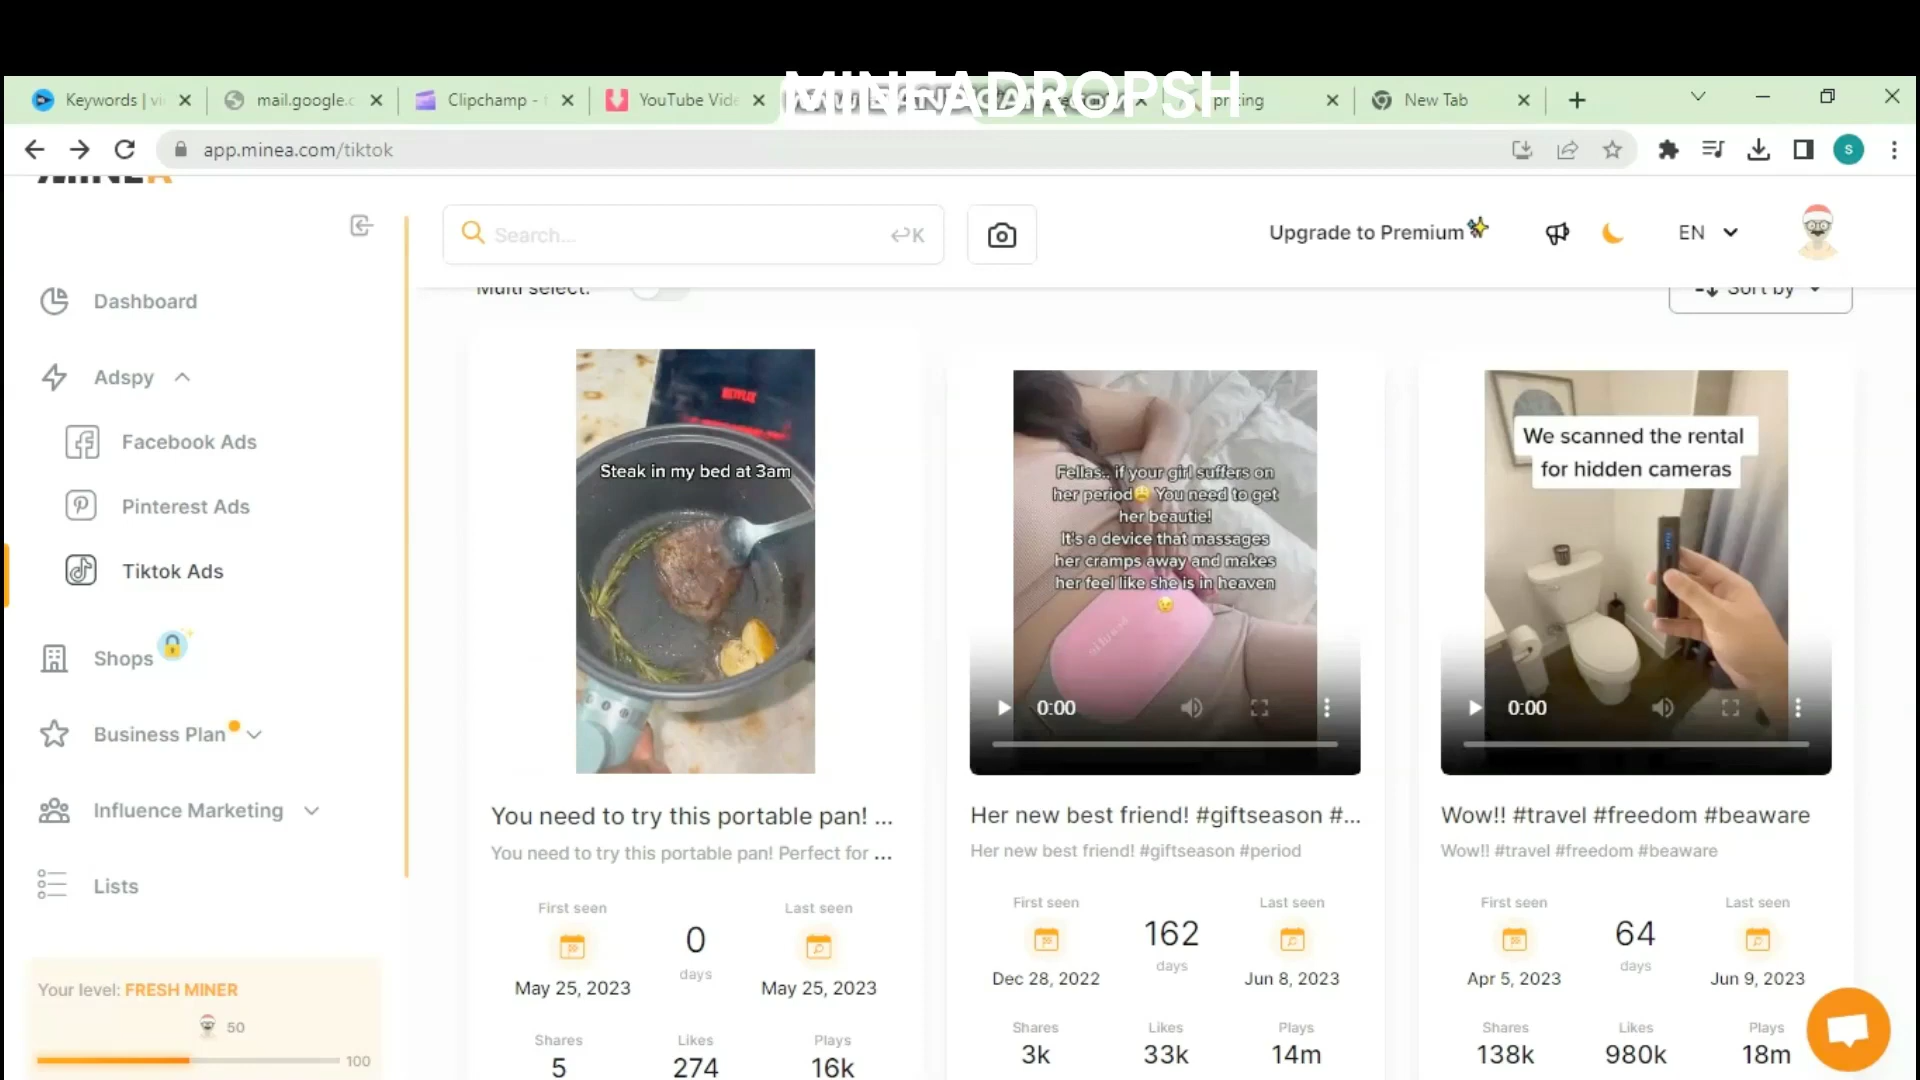 MINEADROPSH
Keywords | vi
mail.google.c
Clipchamp - t
YouTube Vide
pricing
New Tab
app.minea.com/tiktok
MINEA
Search...
K
Upgrade to Premium
EN
S
Dashboard
Adspy
Facebook Ads
Pinterest Ads
Tiktok Ads
Shops
Business Plan
Influence Marketing
Lists
Your level: FRESH MINER
50
100
Multi select:
Sort by
NETFLIX
Steak in my bed at 3am
You need to try this portable pan! ...
You need to try this portable pan! Perfect for ...
First seen
May 25, 2023
0
days
Last seen
May 25, 2023
Shares
5
Likes
274
Plays
16k
Fellas.. if your girl suffers on
her period😩 You need to get
her beautie!
It's a device that massages
her cramps away and makes
her feel like she is in heaven
😉
0:00
Her new best friend! #giftseason #...
Her new best friend! #giftseason #period
First seen
Dec 28, 2022
162
days
Last seen
Jun 8, 2023
Shares
3k
Likes
33k
Plays
14m
We scanned the rental
for hidden cameras
0:00
Wow!! #travel #freedom #beaware
Wow!! #travel #freedom #beaware
First seen
Apr 5, 2023
64
days
Last seen
Jun 9, 2023
Shares
138k
Likes
980k
Plays
18m